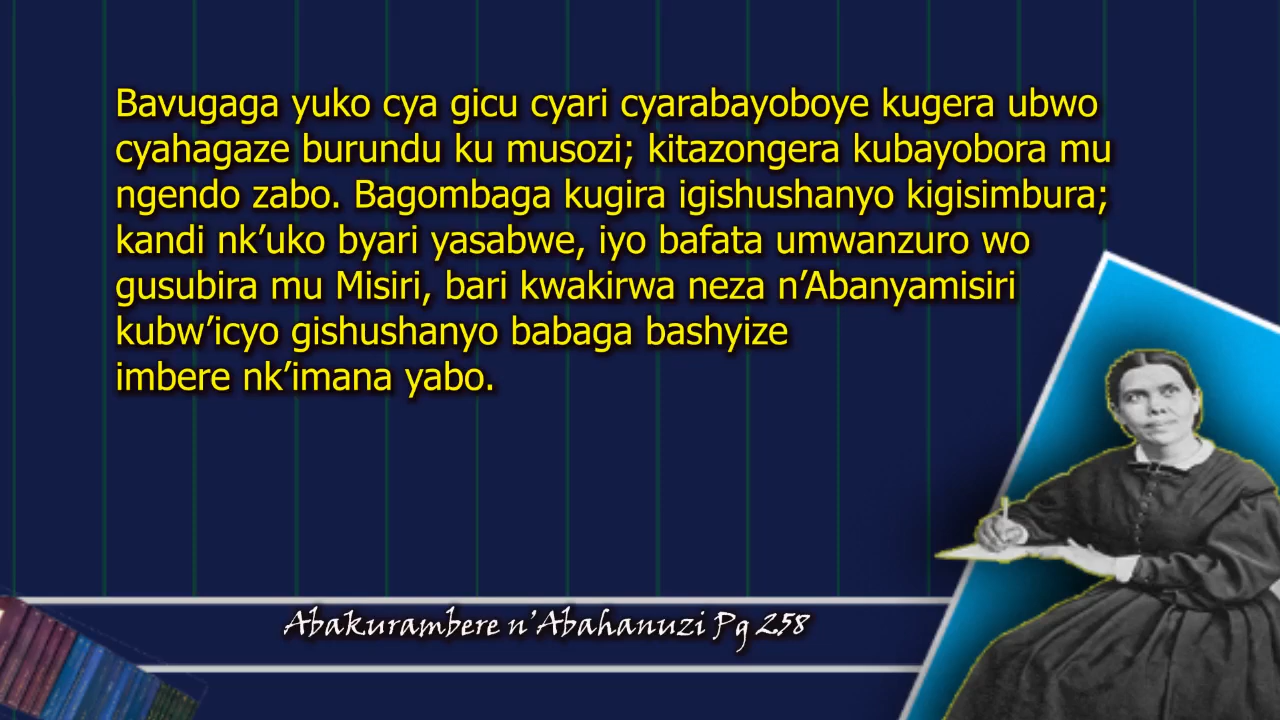 Bavugaga yuko cya gicu cyari cyarabayoboye kugera ubwo
cyahagaze burundu ku musozi; kitazongera kubayobora mu
ngendo zabo. Bagombaga kugira igishushanyo kigisimbura;
kandi nk’uko byari yasabwe, iyo bafata umwanzuro wo
gusubira mu Misiri, bari kwakirwa neza n’Abanyamisiri
kubw’icyo gishushanyo babaga bashyize
imbere nk’imana yabo.
Abakurambere n’Abahanuzi Pg 258